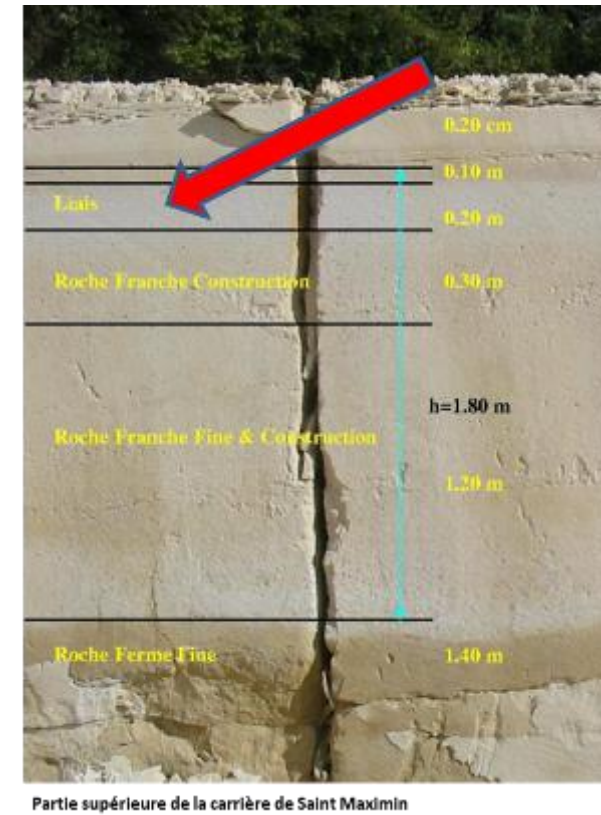 0.20 cm
0.10 m
Liais
0.20 m
Roche Franche Construction
0.30 m
h=1.80 m
Roche Franche Fine & Construction
1.20 m
Roche Ferme Fine
1.40 m
Partie supérieure de la carrière de Saint Maximin